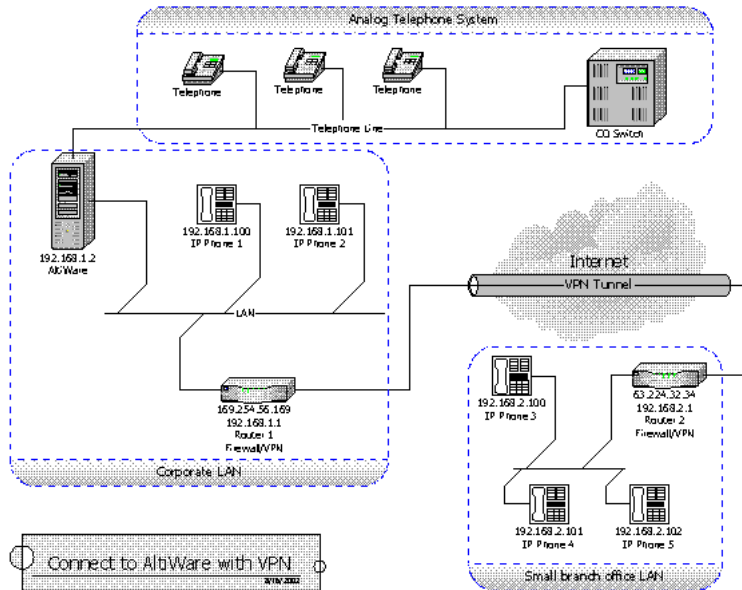 Analog Telephone System
Telephone
Telephone
Telephone
Telephone Line
CO Switch
192.168.1.2
AltiWare
192.168.1.100
IP Phone 1
192.168.1.101
IP Phone 2
LAN
Internet
VPN Tunnel
169.254.56.169
192.168.1.1
Router 1
Firewall/VPN
Corporate LAN
192.168.2.100
IP Phone 3
63.224.32.34
192.168.2.1
Router 2
Firewall/VPN
192.168.2.101
IP Phone 4
192.168.2.102
IP Phone 5
Small branch office LAN
Connect to AltiWare with VPN